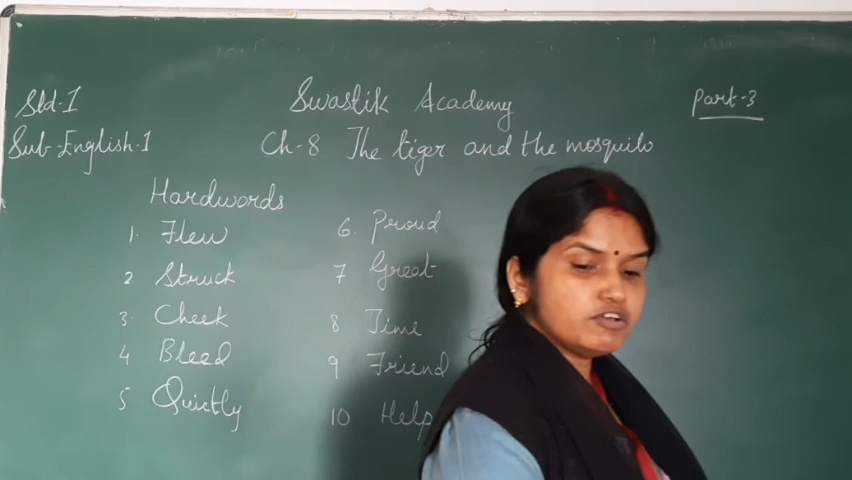 Std-I Swastik Academy Part-3
Sub-English-1 Ch-8 The tiger and the mosquito
Hardwords
1. Flew 6. Proud
2 Struck 7 Great
3. Cheek 8 Time
4 Bleed 9 Friend
5 Quietly 10 Help